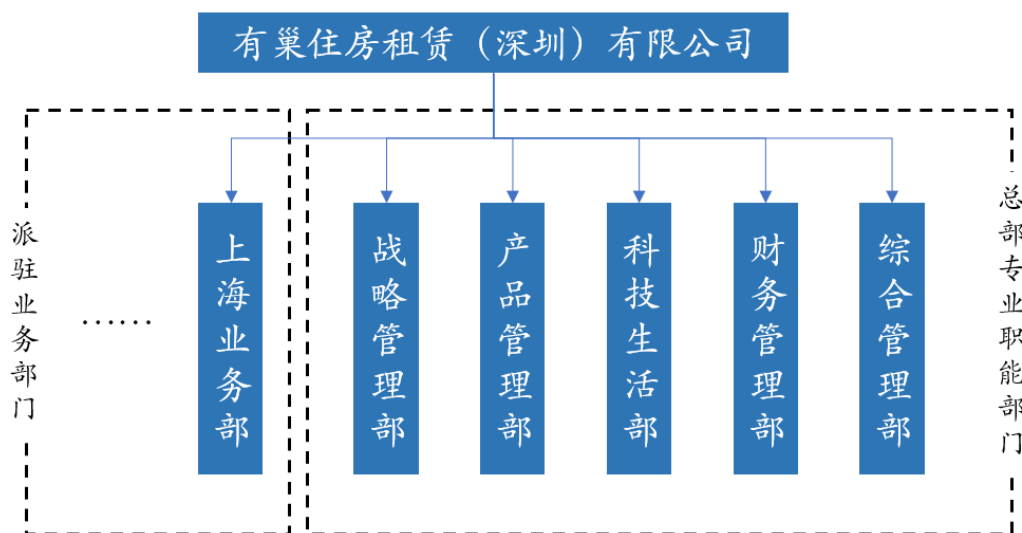 有巢住房租赁（深圳）有限公司
派驻业务部门
……
上海业务部
战略管理部
产品管理部
科技生活部
财务管理部
综合管理部
总部专业职能部门